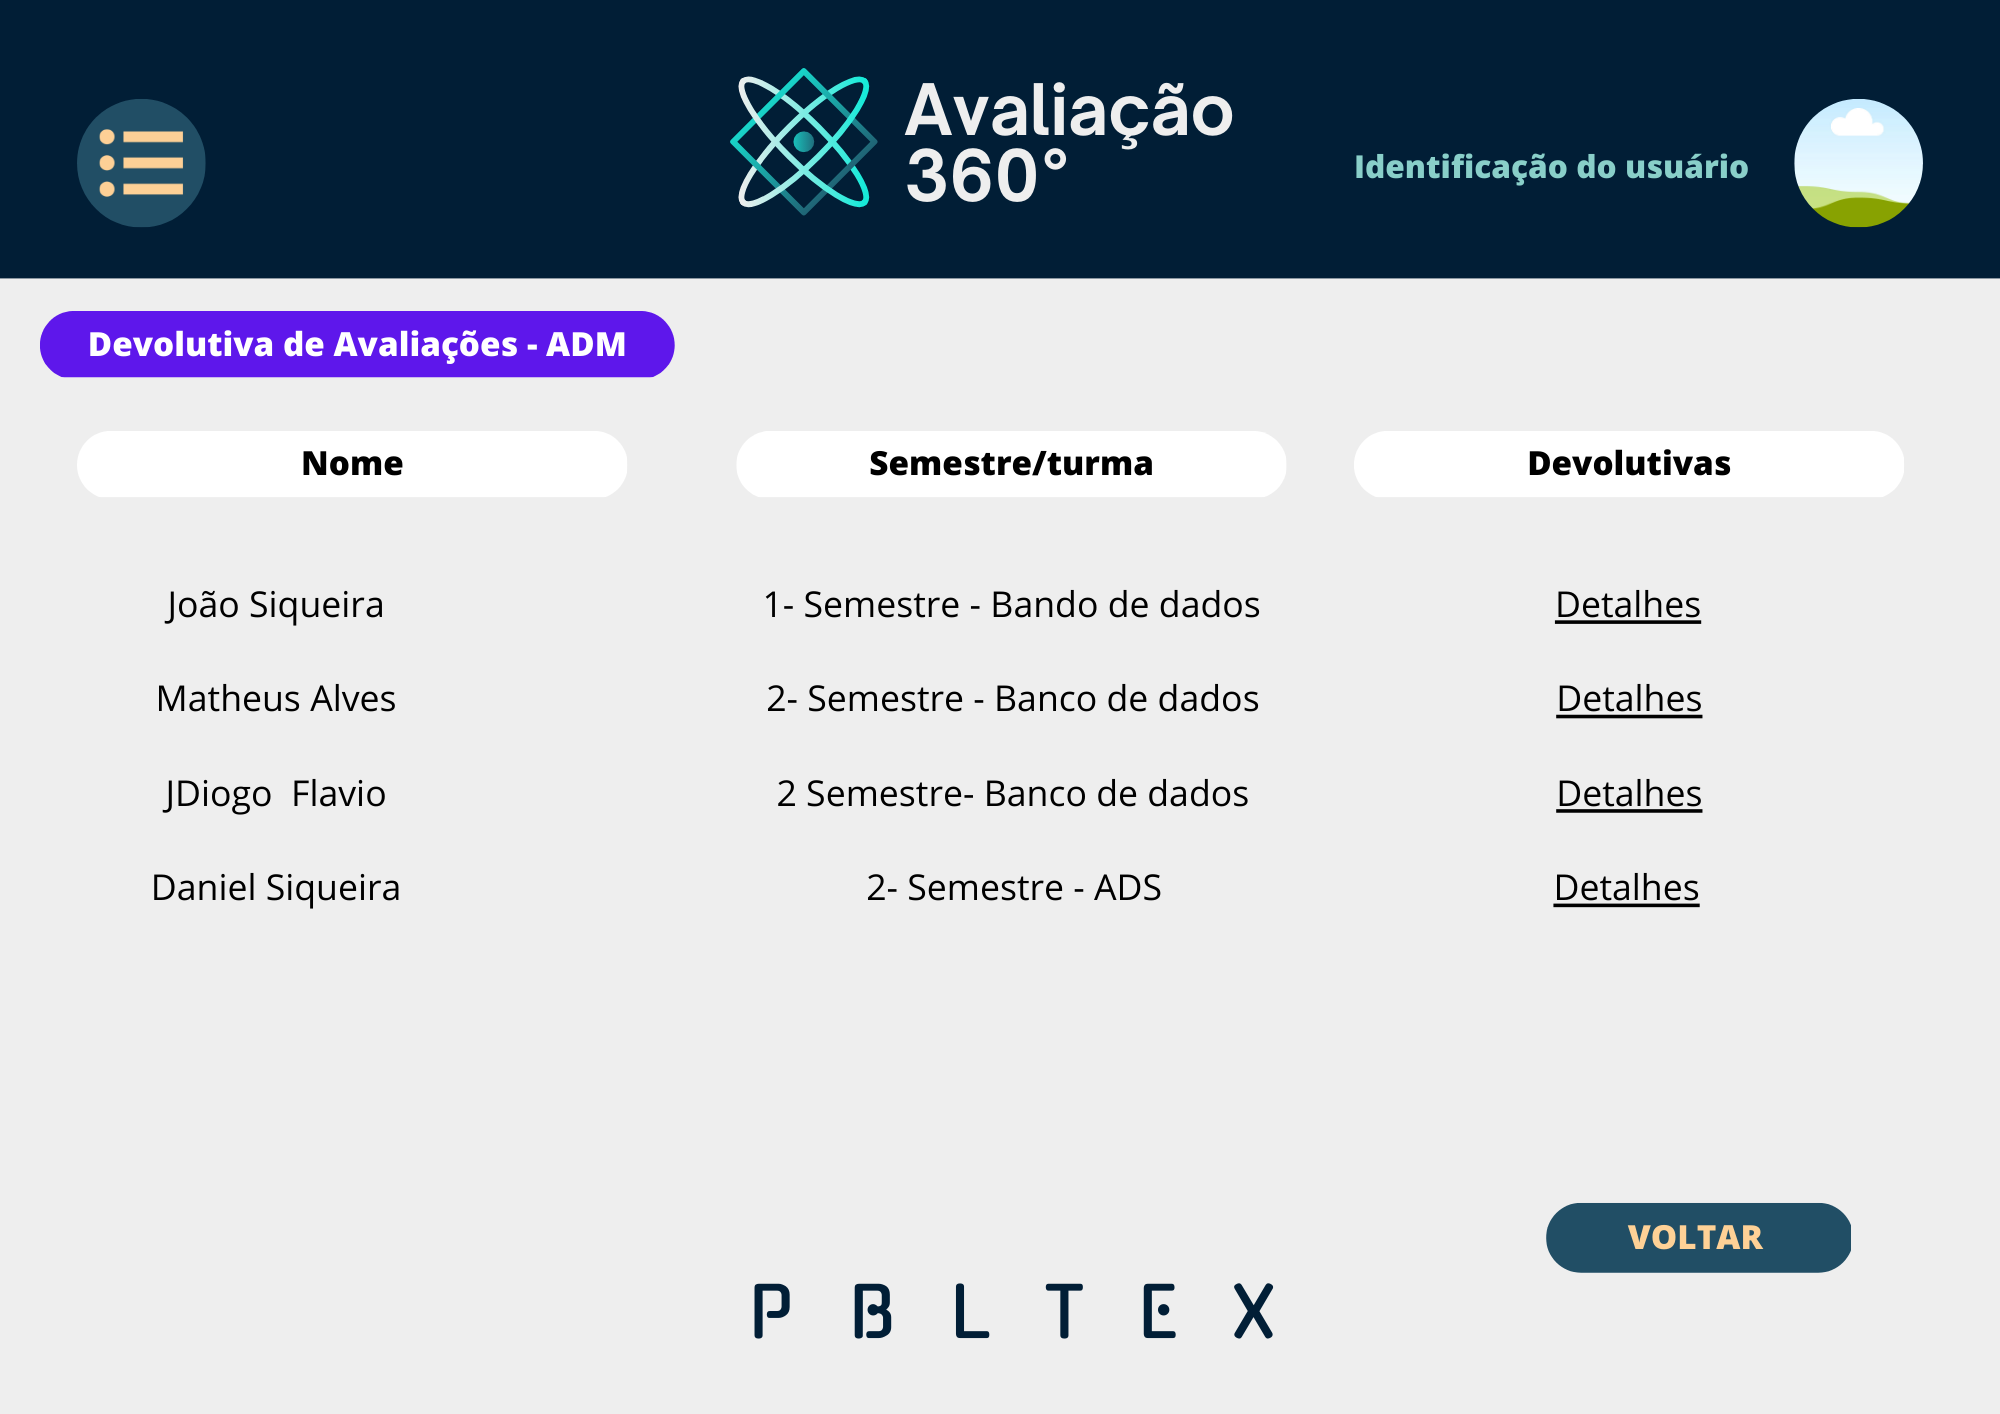 Avaliação
360°
Identificação do usuário
Devolutiva de Avaliações - ADM
Nome
Semestre/turma
Devolutivas
João Siqueira
1- Semestre - Bando de dados
Detalhes
Matheus Alves
2- Semestre - Banco de dados
Detalhes
JDiogo  Flavio
2 Semestre- Banco de dados
Detalhes
Daniel Siqueira
2- Semestre - ADS
Detalhes
VOLTAR
PBLTEX